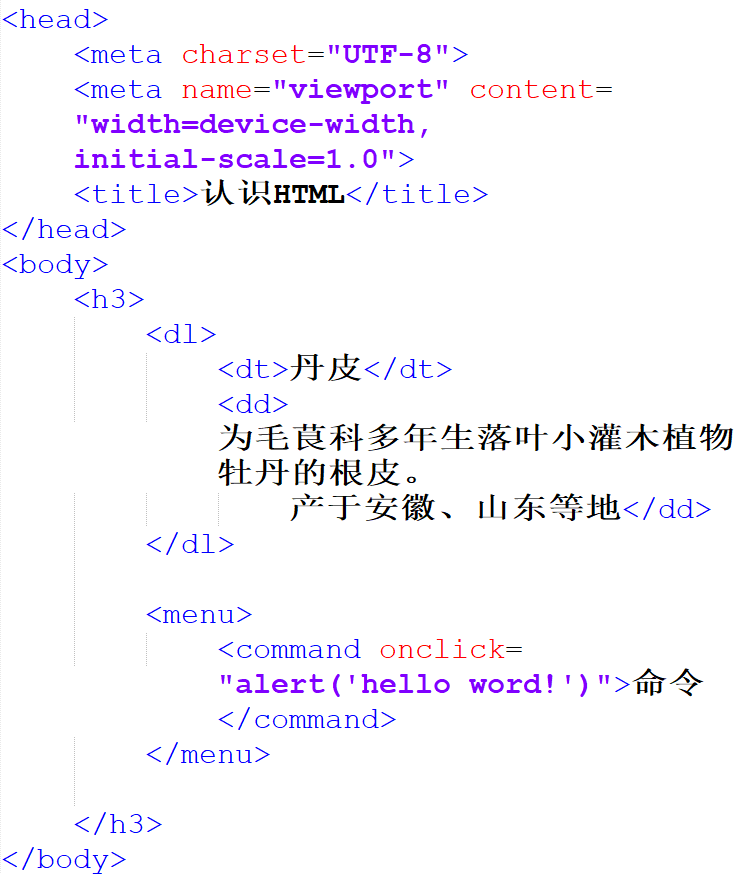 <head>
<meta charset="UTF-8">
<meta name="viewport" content=
"width=device-width,
initial-scale=1.0">
<title>认识HTML</title>
</head>
<body>
<h3>
<dl>
<dt>丹皮</dt>
<dd>
为毛茛科多年生落叶小灌木植物
牡丹的根皮。
产于安徽、山东等地</dd>
</dl>
<menu>
<command onclick=
"alert('hello word!')">命令
</command>
</menu>
</h3>
</body>